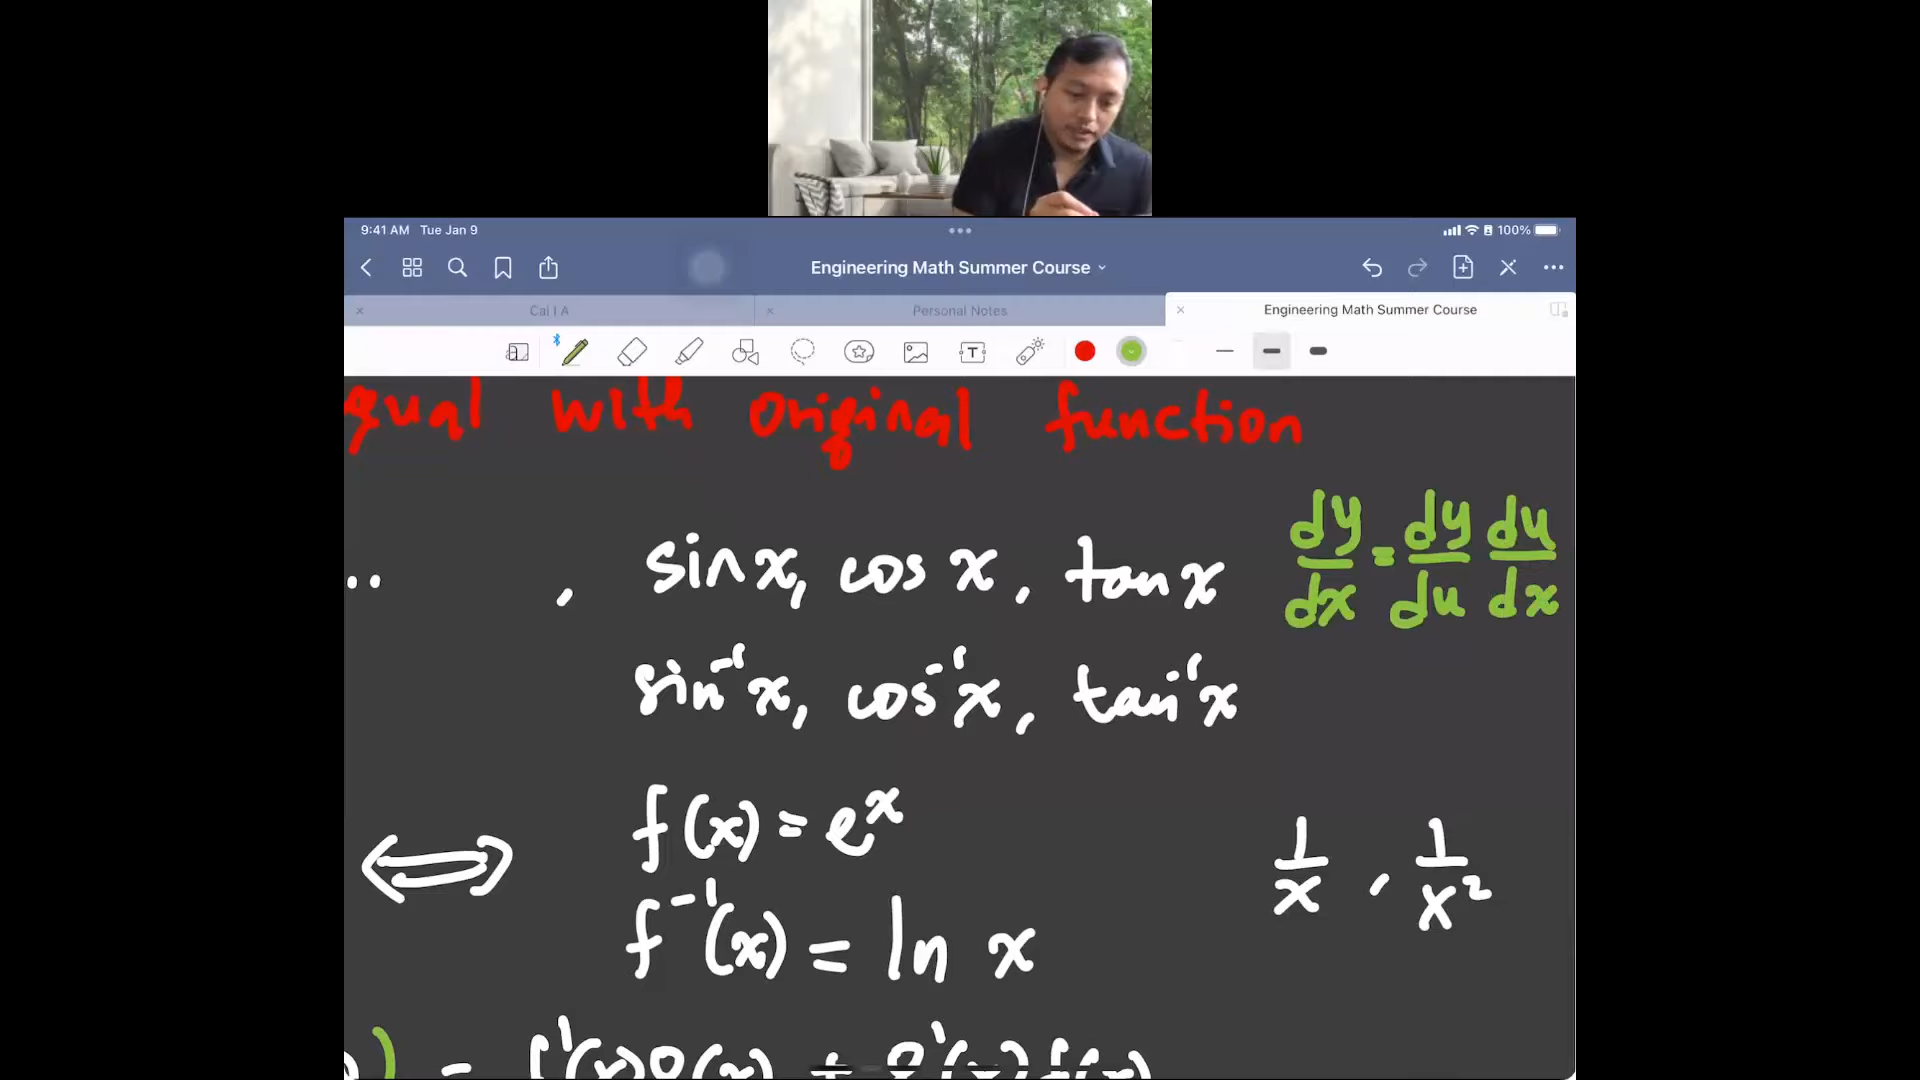 9:41 AM Tue Jan 9
100%
Engineering Math Summer Course
Cal I A
Personal Notes
Engineering Math Summer Course
T
qual with original function
.. , sin x, cos x, tan x
dy/dx = dy/du du/dx
sin⁻¹x, cos⁻¹x, tan⁻¹x
f(x) = eˣ
1/x , 1/x²
f⁻¹(x) = ln x
) = f'(x)g(x) + g'(x)f(x)